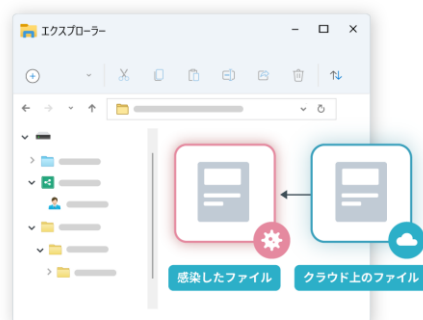 エクスプローラー
感染したファイル
クラウド上のファイル